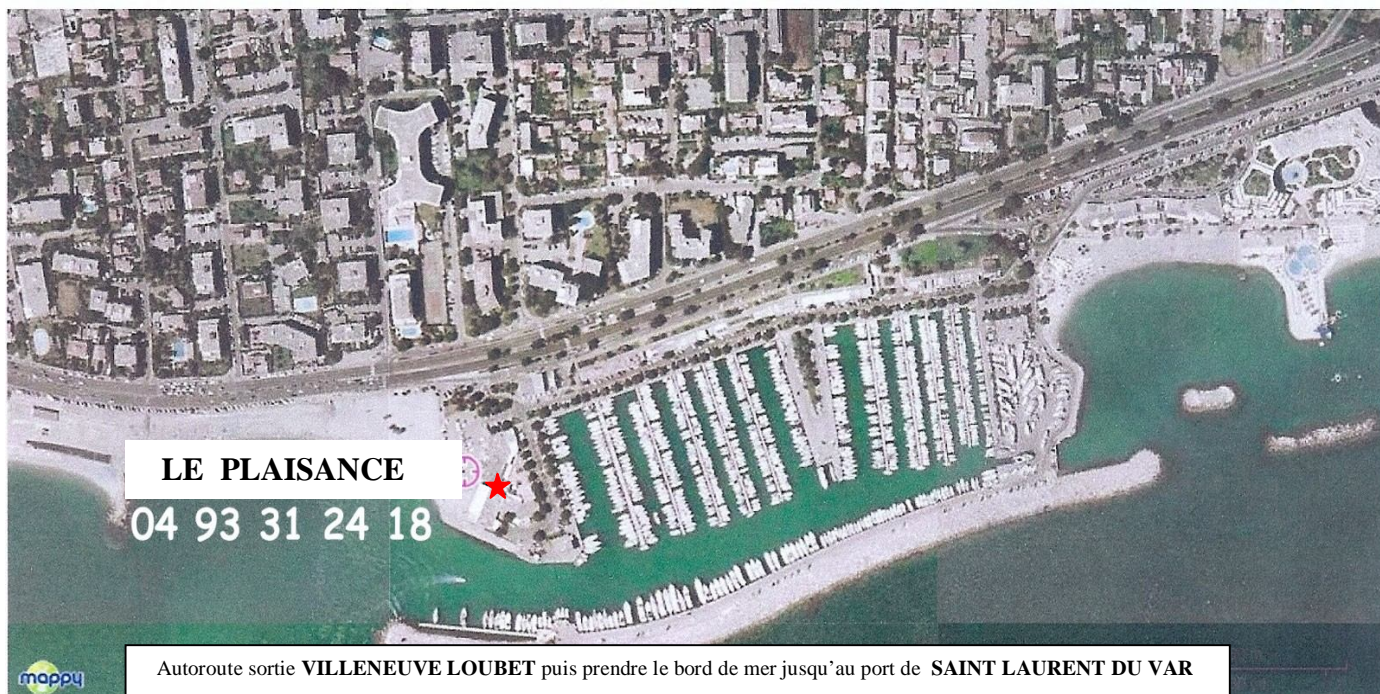 LE PLAISANCE
04 93 31 24 18
mappy
Autoroute sortie VILLENEUVE LOUBET puis prendre le bord de mer jusqu'au port de SAINT LAURENT DU VAR